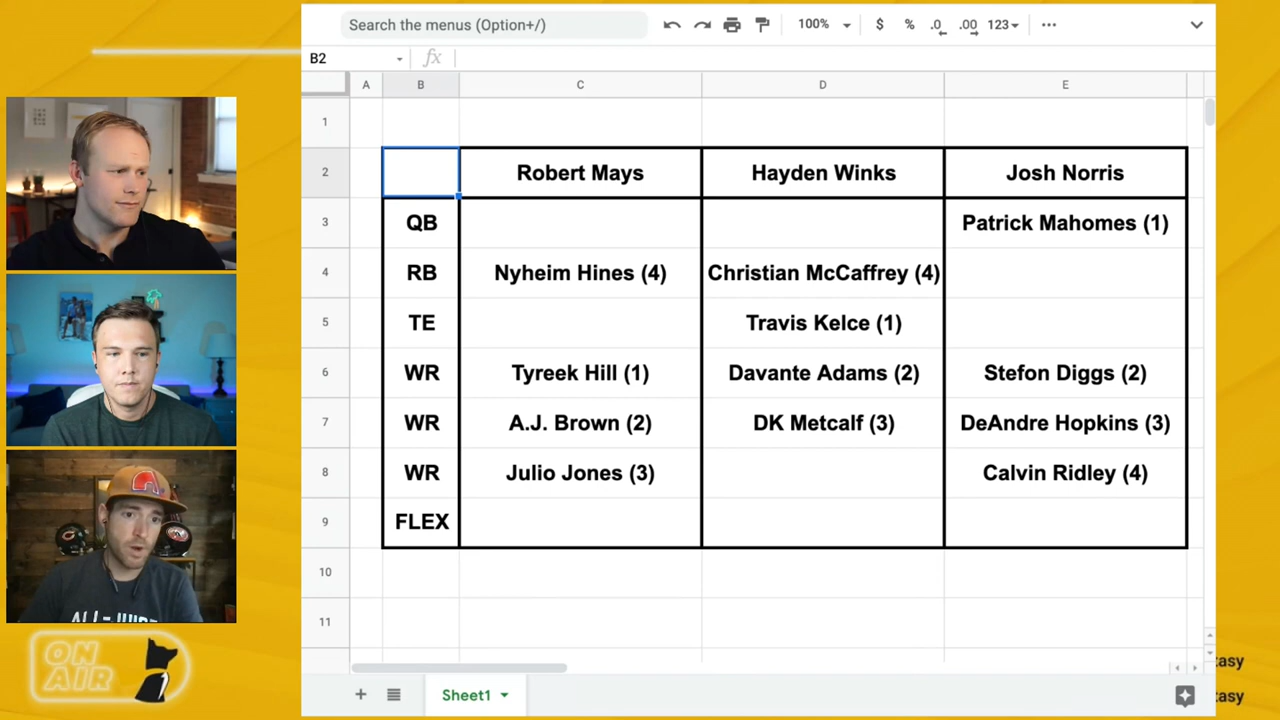 Search the menus (Option+/)
100%
$ % .0 .00 123
B2
fx
A B C D E
1
2 Robert Mays Hayden Winks Josh Norris
3 QB Patrick Mahomes (1)
4 RB Nyheim Hines (4) Christian McCaffrey (4)
5 TE Travis Kelce (1)
6 WR Tyreek Hill (1) Davante Adams (2) Stefon Diggs (2)
7 WR A.J. Brown (2) DK Metcalf (3) DeAndre Hopkins (3)
8 WR Julio Jones (3) Calvin Ridley (4)
9 FLEX
10
11
Sheet1
ON
AIR
tasy
tasy